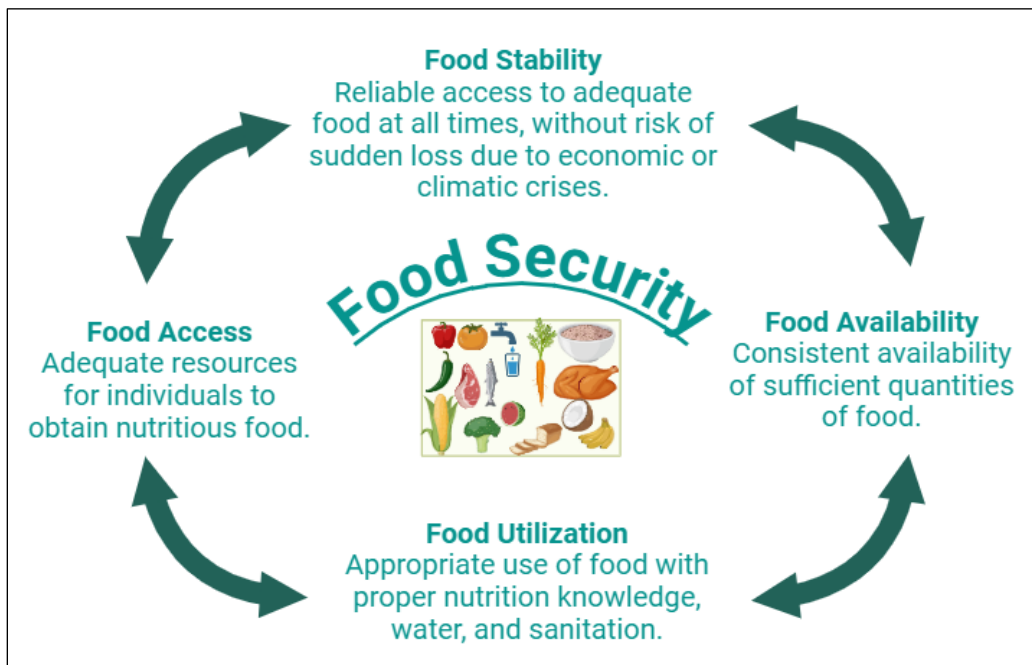 Food Stability
Reliable access to adequate
food at all times, without risk of
sudden loss due to economic or
climatic crises.
Food Security
Food Access
Adequate resources
for individuals to
obtain nutritious food.
Food Availability
Consistent availability
of sufficient quantities
of food.
Food Utilization
Appropriate use of food with
proper nutrition knowledge,
water, and sanitation.